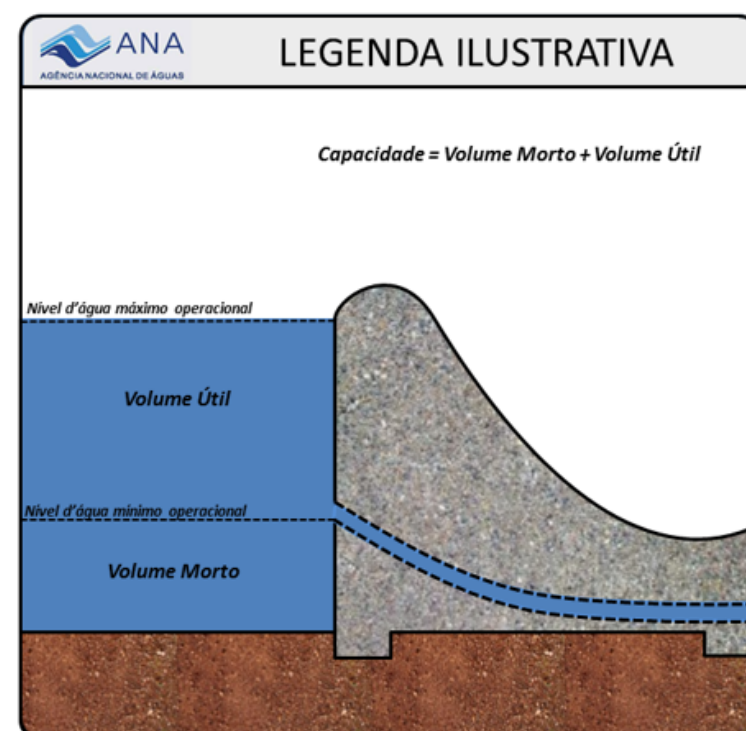 ANA
AGÊNCIA NACIONAL DE ÁGUAS
LEGENDA ILUSTRATIVA
Capacidade = Volume Morto + Volume Útil
Nível d'água máximo operacional
Volume Útil
Nível d'água mínimo operacional
Volume Morto